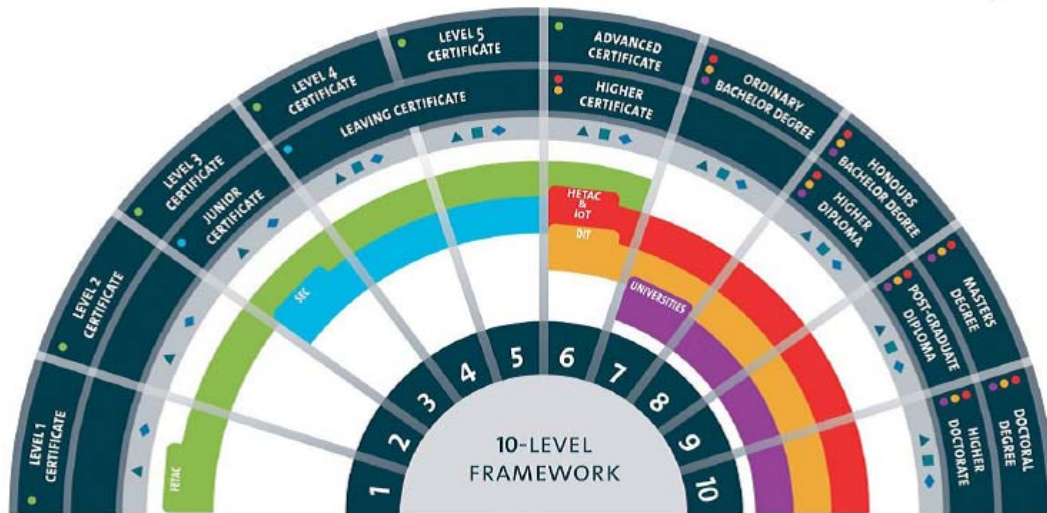 LEVEL 1
CERTIFICATE
LEVEL 2
CERTIFICATE
LEVEL 3
CERTIFICATE
LEVEL 4
CERTIFICATE
LEVEL 5
CERTIFICATE
ADVANCED
CERTIFICATE
ORDINARY
BACHELOR DEGREE
HONOURS
BACHELOR DEGREE
MASTERS
DEGREE
DOCTORAL
DEGREE
JUNIOR
CERTIFICATE
LEAVING CERTIFICATE
HIGHER
CERTIFICATE
HIGHER
DIPLOMA
POST-GRADUATE
DIPLOMA
HIGHER
DOCTORATE
FETAC
SEC
HETAC
&
IoT
DIT
UNIVERSITIES
1
2
3
4
5
6
7
8
9
10
10-LEVEL
FRAMEWORK